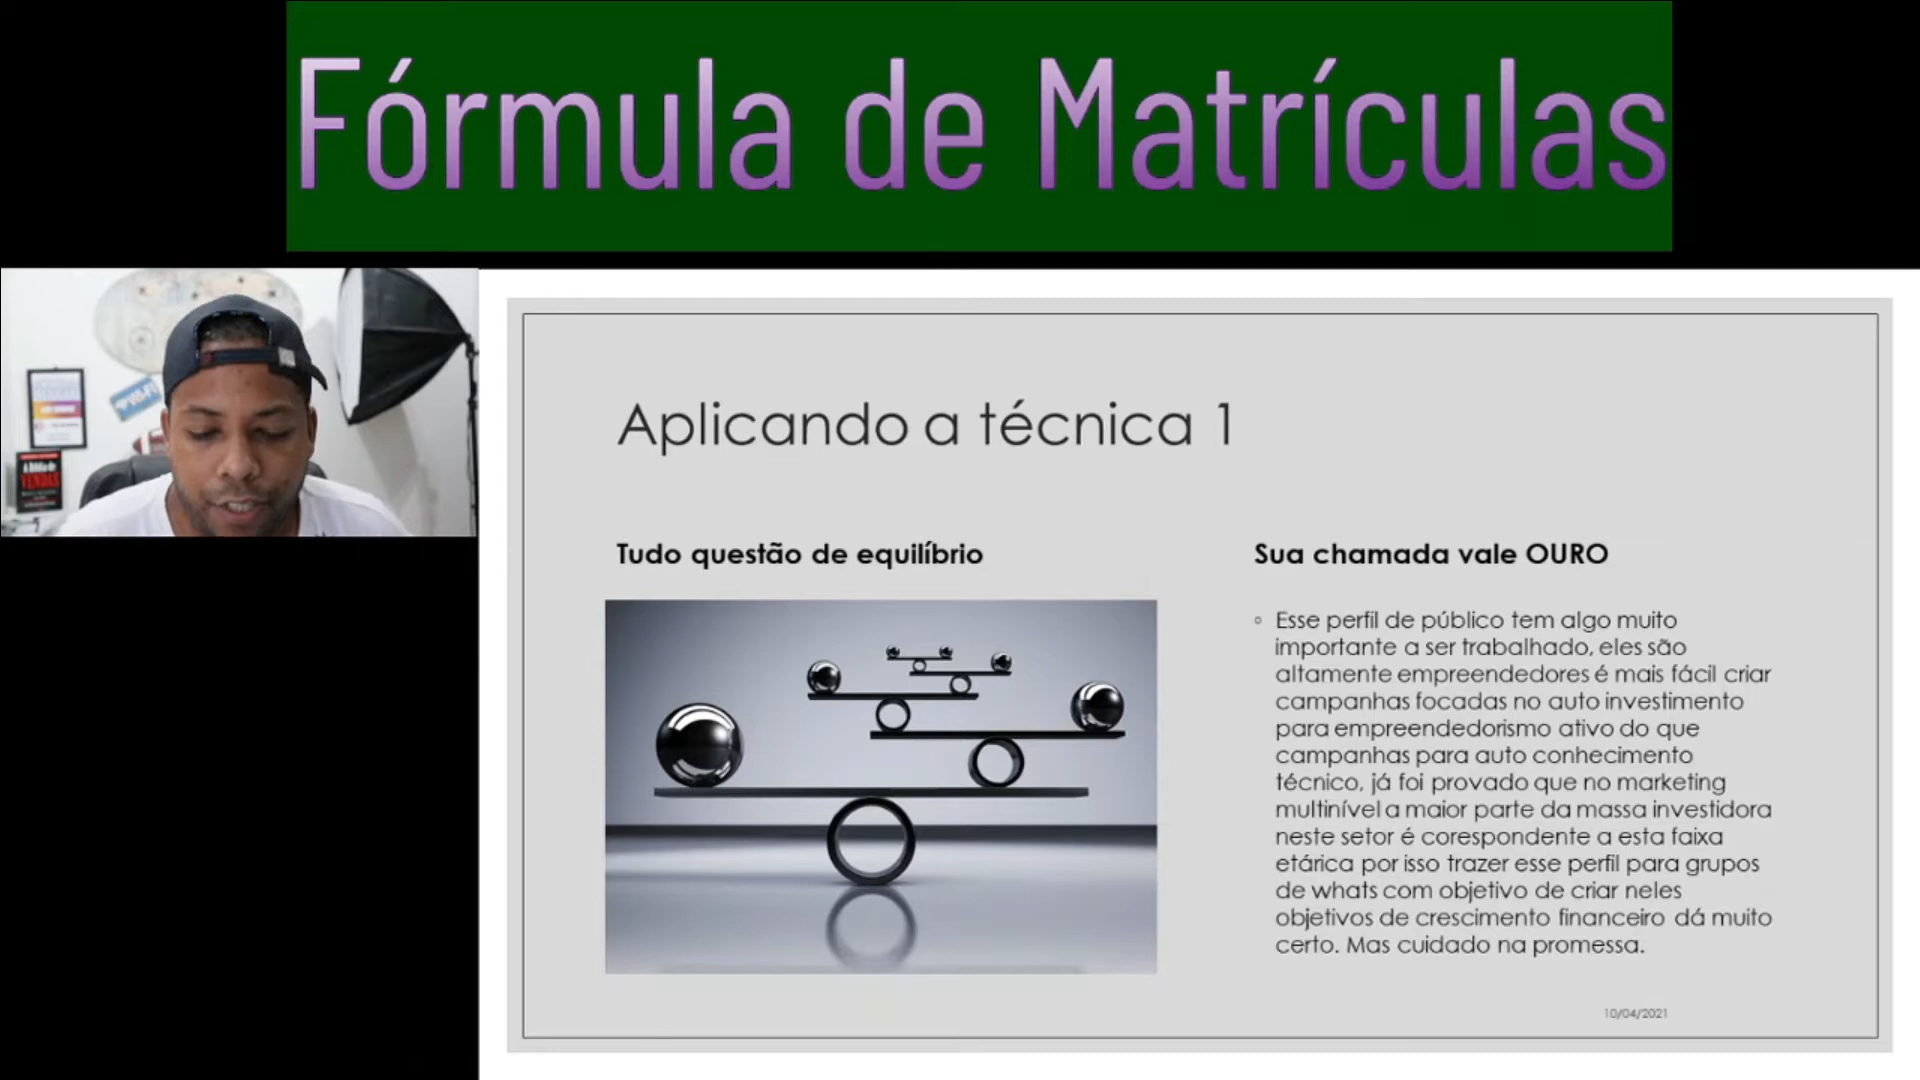 Fórmula de Matrículas
A Bíblia de
VENDAS
Aplicando a técnica 1
Tudo questão de equilíbrio
Sua chamada vale OURO
Esse perfil de público tem algo muito
importante a ser trabalhado, eles são
altamente empreendedores é mais fácil criar
campanhas focadas no auto investimento
para empreendedorismo ativo do que
campanhas para auto conhecimento
técnico, já foi provado que no marketing
multinível a maior parte da massa investidora
neste setor é corespondente a esta faixa
etárica por isso trazer esse perfil para grupos
de whats com objetivo de criar neles
objetivos de crescimento financeiro dá muito
certo. Mas cuidado na promessa.
10/04/2021